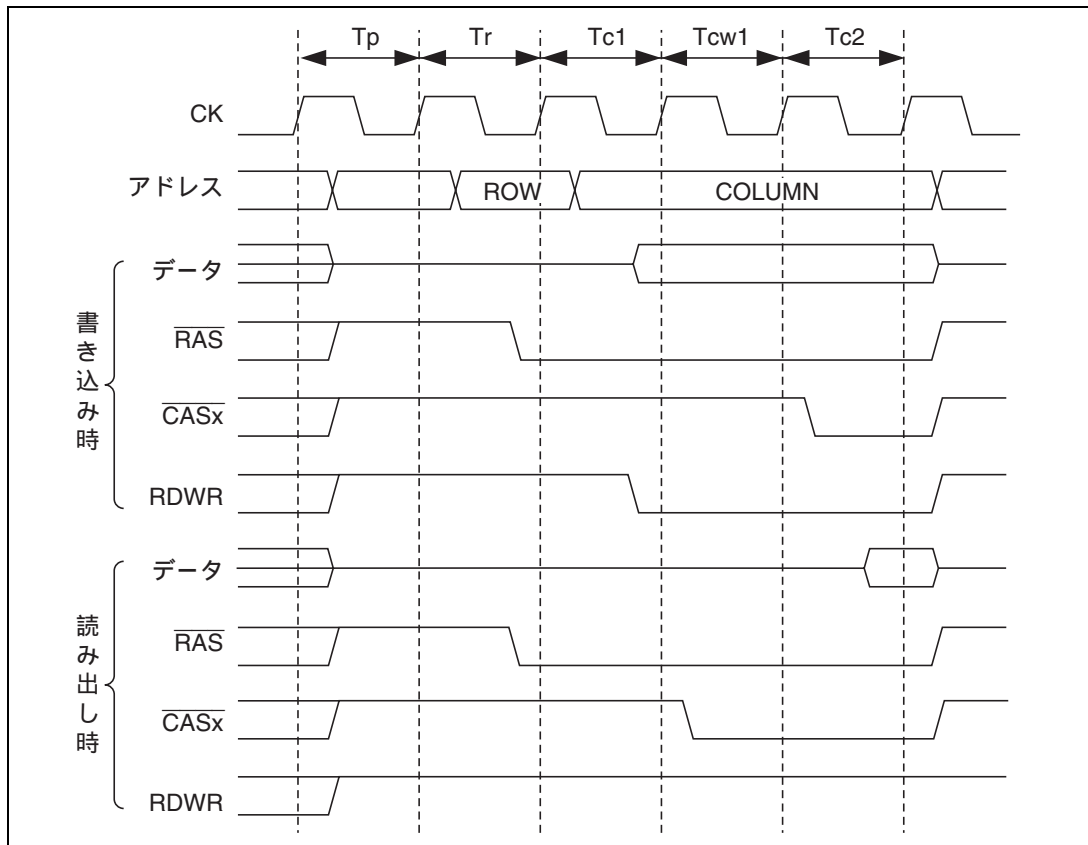 Tp Tr Tc1 Tcw1 Tc2
CK
アドレス ROW COLUMN
書き込み時
データ
RAS
CASx
RDWR
読み出し時
データ
RAS
CASx
RDWR